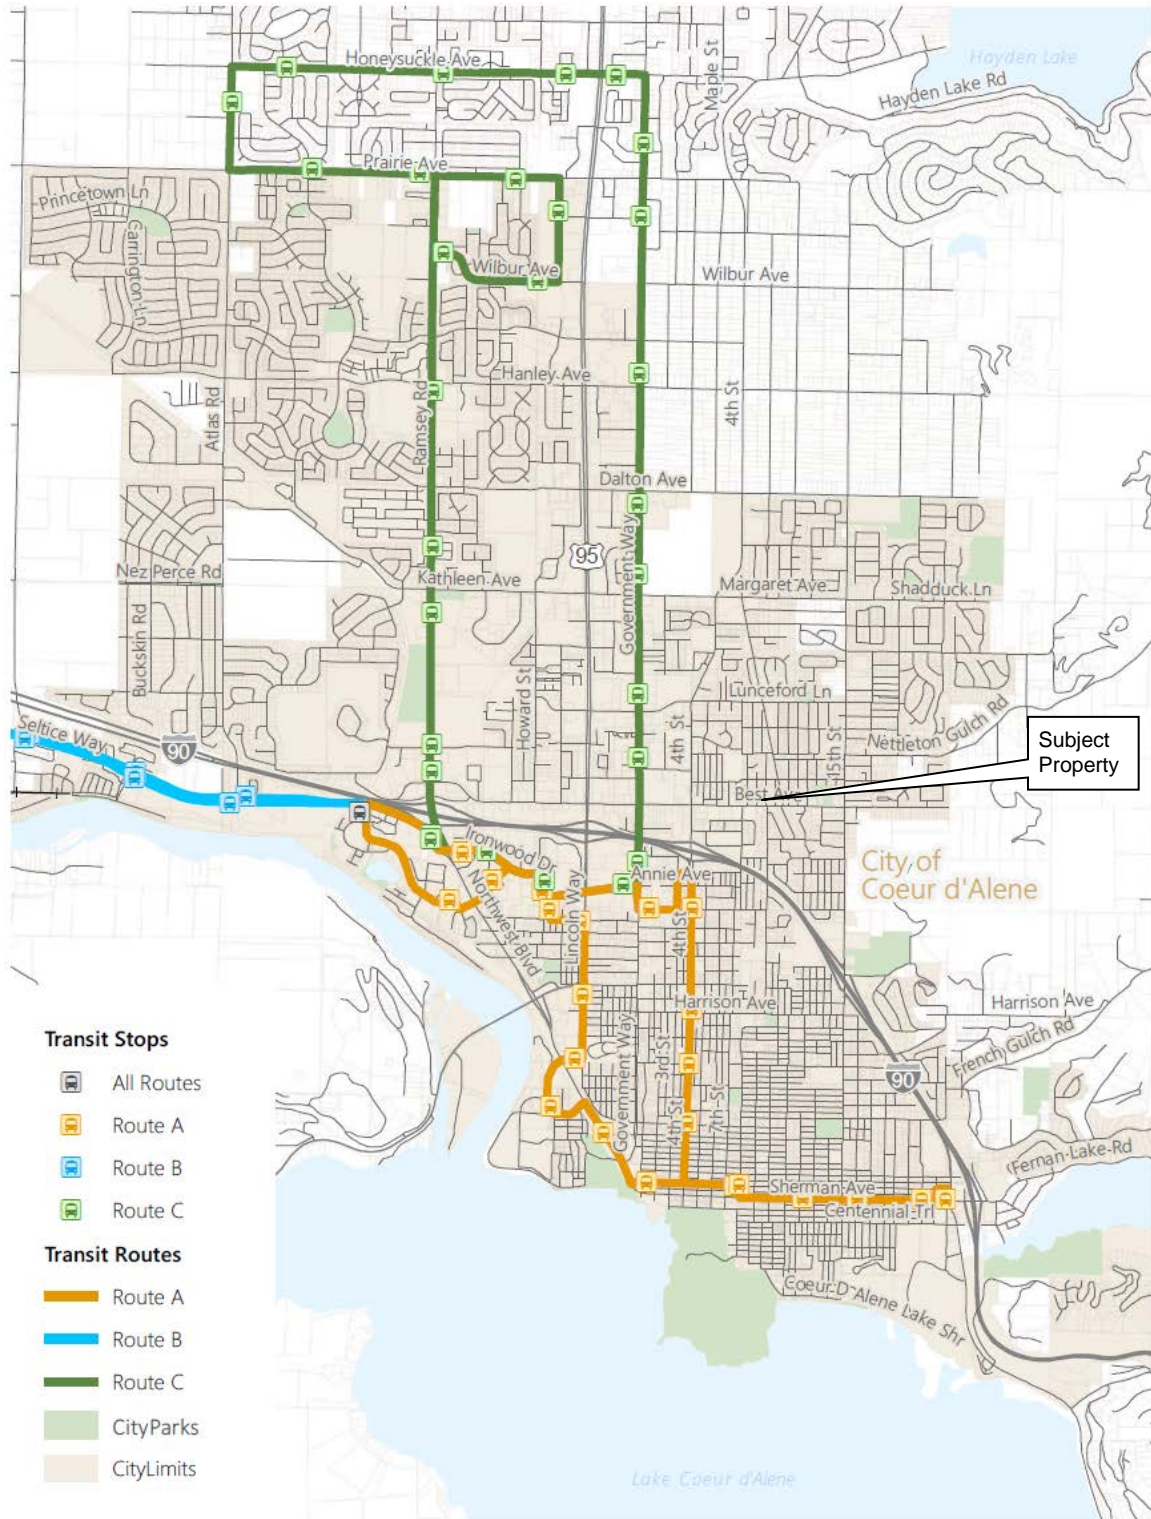 Hayden Lake
Honeysuckle Ave
Maple St
Hayden Lake Rd
Prairie Ave
Princetown Ln
Carrington Ln
Wilbur Ave
Wilbur Ave
Hanley Ave
Ramsey Rd
Atlas Rd
4th St
Dalton Ave
95
Government Way
Nez Perce Rd
Kathleen Ave
Margaret Ave
Shadduck Ln
Buckskin Rd
Howard St
Lunceford Ln
4th St
15th St
Nettleton Gulch Rd
Seltice Way
90
Subject
Property
Best Ave
Ironwood Dr
City of
Coeur d'Alene
Annie Ave
Northwest Blvd
Lincoln Way
4th St
Harrison Ave
Harrison Ave
French Gulch Rd
Government Way
3rd St
4th St
7th St
90
Fernan Lake Rd
Sherman Ave
Centennial Trl
Coeur D Alene Lake Shr
Lake Coeur d'Alene
Transit Stops
All Routes
Route A
Route B
Route C
Transit Routes
Route A
Route B
Route C
CityParks
CityLimits